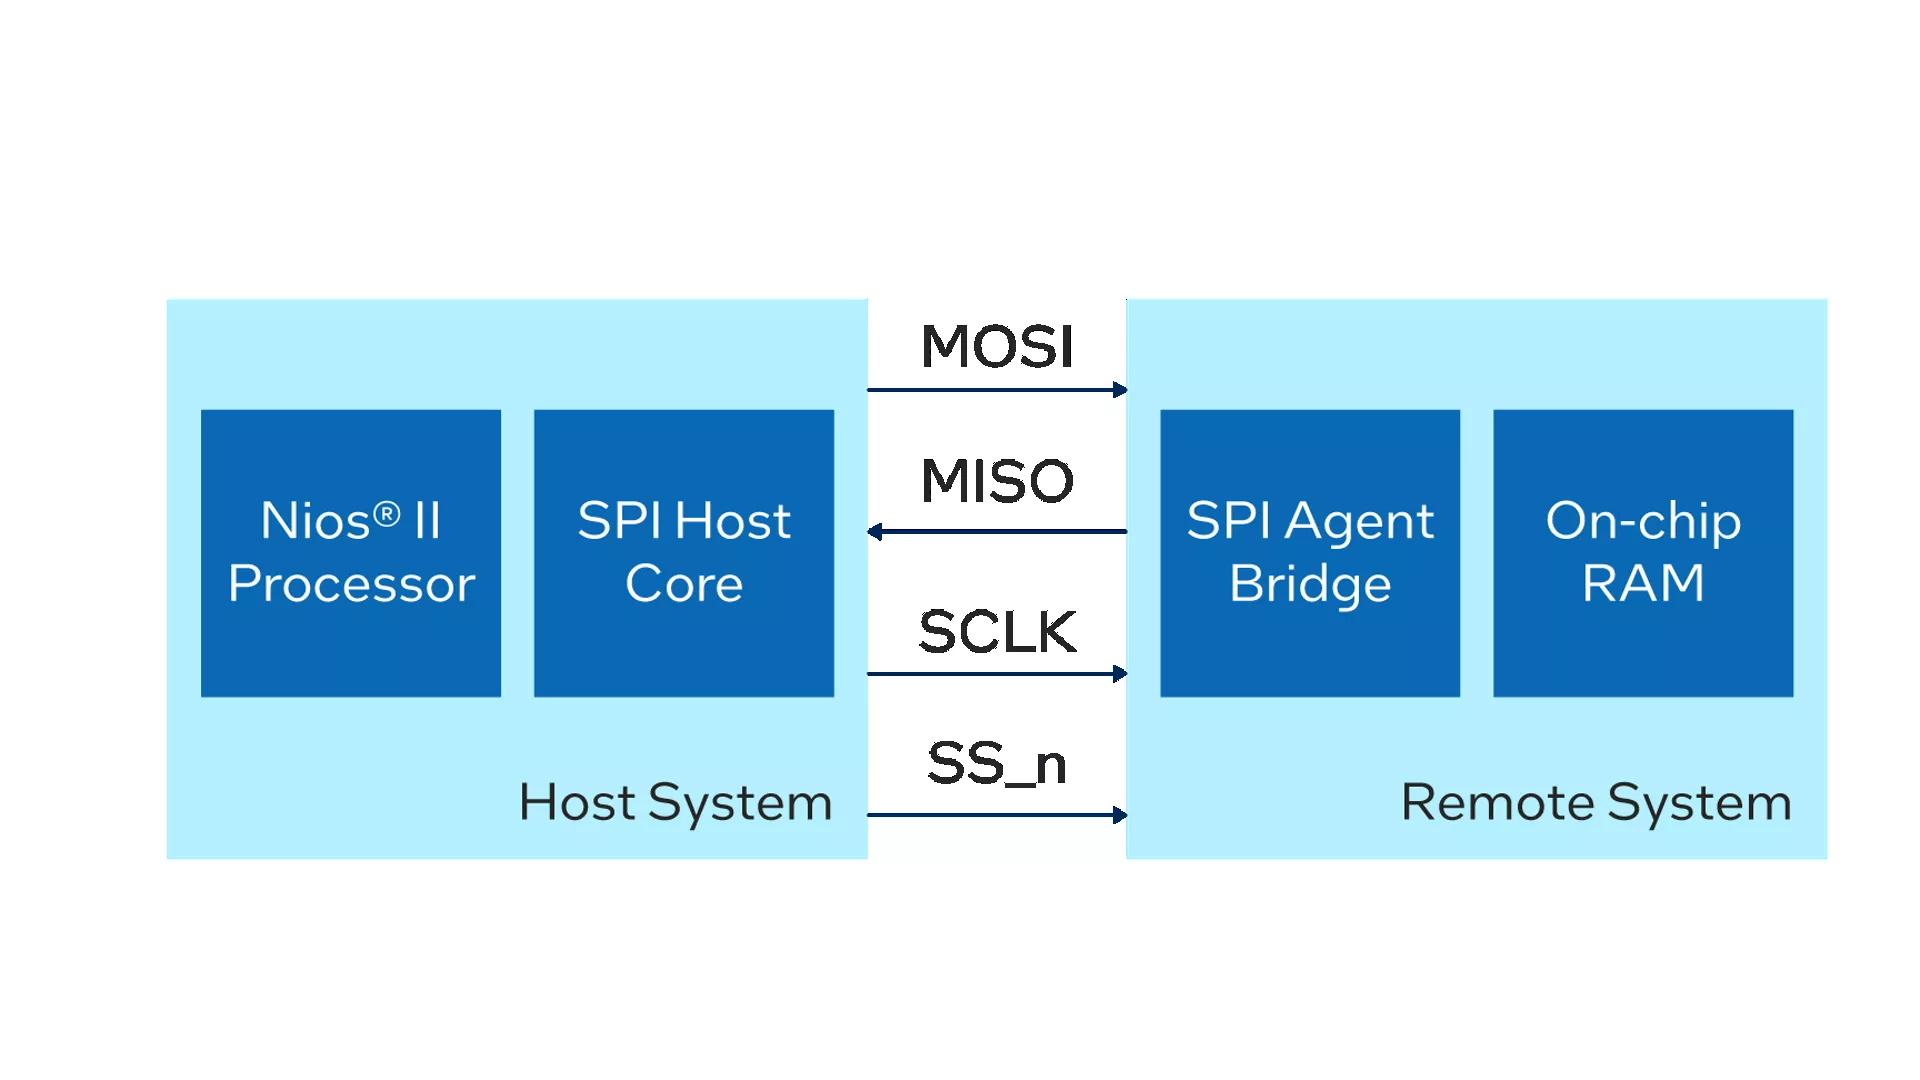 Nios® II
Processor
SPI Host
Core
Host System
MOSI
MISO
SCLK
SS_n
SPI Agent
Bridge
On-chip
RAM
Remote System